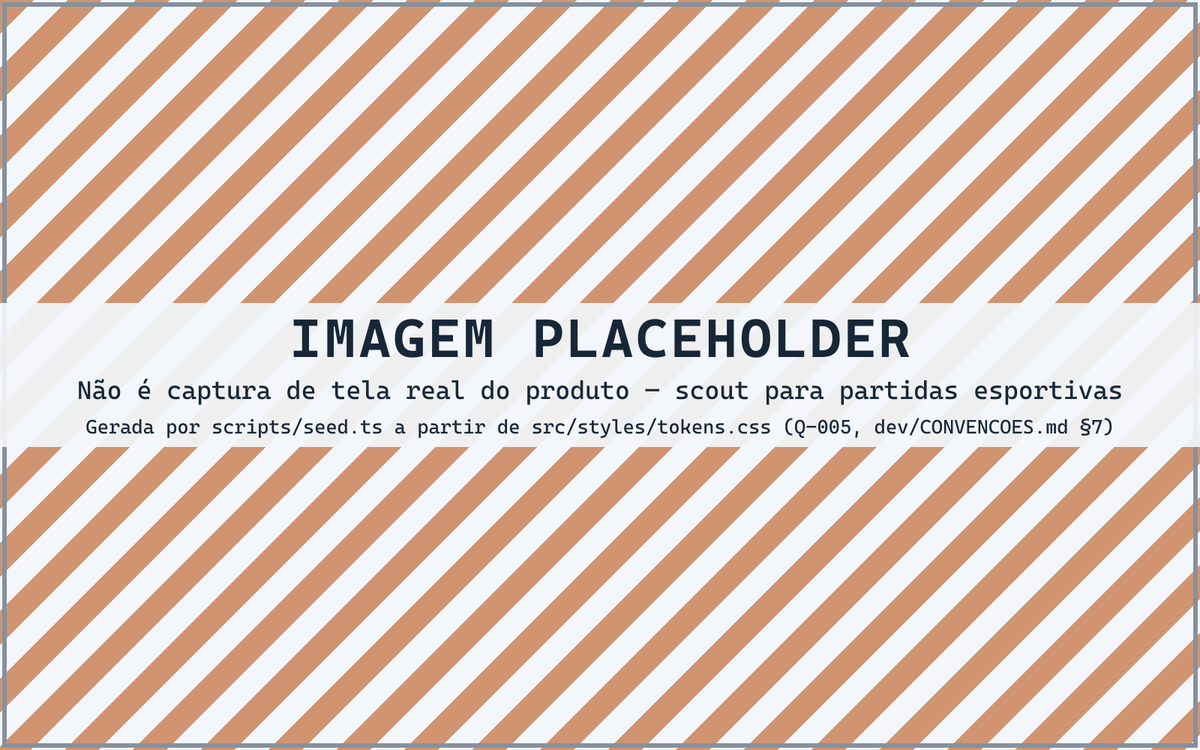 IMAGEM PLACEHOLDER
Não é captura de tela real do produto — scout para partidas esportivas
Gerada por scripts/seed.ts a partir de src/styles/tokens.css (Q-005, dev/CONVENCOES.md §7)